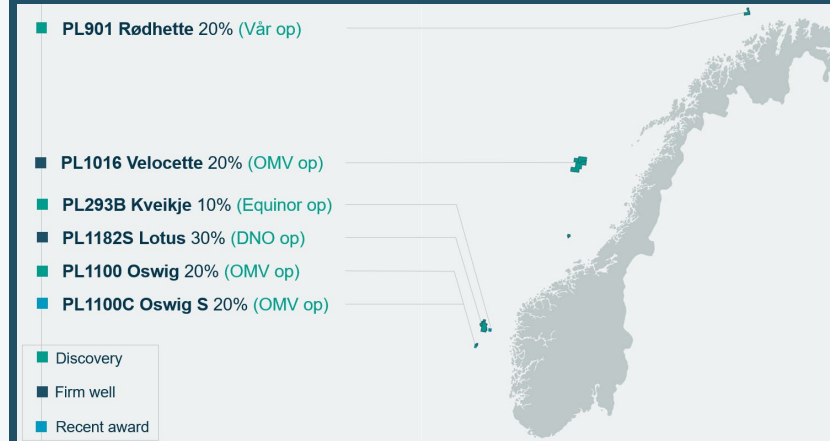 PL901 Rødhette 20% (Vår op)
PL1016 Velocette 20% (OMV op)
PL293B Kveikje 10% (Equinor op)
PL1182S Lotus 30% (DNO op)
PL1100 Oswig 20% (OMV op)
PL1100C Oswig S 20% (OMV op)
Discovery
Firm well
Recent award